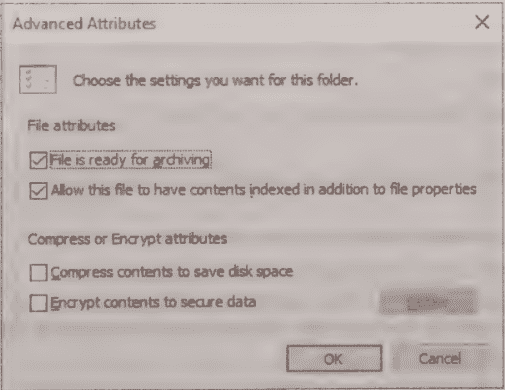 Advanced Attributes
Choose the settings you want for this folder.
File attributes
File is ready for archiving
Allow this file to have contents indexed in addition to file properties
Compress or Encrypt attributes
Compress contents to save disk space
Encrypt contents to secure data
OK
Cancel